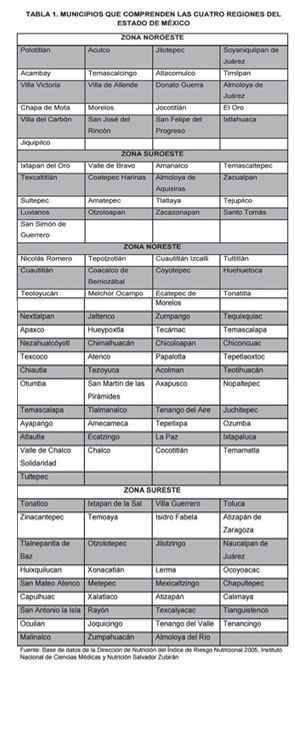 TABLA 1. MUNICIPIOS QUE COMPRENDEN LAS CUATRO REGIONES DEL
ESTADO DE MÉXICO
ZONA NOROESTE
Polotitlán Aculco Jilotepec Soyaniquilpan de
Juárez
Acambay Temascalcingo Atlacomulco Timilpan
Villa Victoria Villa de Allende Donato Guerra Almoloya de
Juárez
Chapa de Mota Morelos Jocotitlán El Oro
Villa del Carbón San José del San Felipe del Ixtlahuaca
Rincón Progreso
Jiquipilco
ZONA SUROESTE
Ixtapan del Oro Valle de Bravo Amanalco Temascaltepec
Texcaltitlán Coatepec Harinas Almoloya de Zacualpan
Aquisiras
Sultepec Amatepec Tlatlaya Tejupilco
Luvianos Otzoloapan Zacazonapan Santo Tomás
San Simón de
Guerrero
ZONA NORESTE
Nicolás Romero Tepotzotlán Cuautitlán Izcalli Tultitlán
Cuautitlán Coacalco de Coyotepec Huehuetoca
Berriozábal
Teoloyucán Melchor Ocampo Ecatepec de Tonatitla
Morelos
Nextlalpan Jaltenco Zumpango Tequixquiac
Apaxco Hueypoxtla Tecámac Temascalapa
Nezahualcóyotl Chimalhuacán Chicoloapan Chiconcuac
Texcoco Atenco Papalotla Tepetlaoxtoc
Chiautla Tezoyuca Acolman Teotihuacán
Otumba San Martín de las Axapusco Nopaltepec
Pirámides
Temascalapa Tlalmanalco Tenango del Aire Juchitepec
Ayapango Amecameca Tepetixpa Ozumba
Atlautla Ecatzingo La Paz Ixtapaluca
Valle de Chalco Chalco Cocotitlán Temamatla
Solidaridad
Tultepec
ZONA SURESTE
Tonatico Ixtapan de la Sal Villa Guerrero Toluca
Zinacantepec Temoaya Isidro Fabela Atizapán de
Zaragoza
Tlalnepantla de Otzolotepec Jilotzingo Naucalpan de
Baz Juárez
Huixquilucan Xonacatlán Lerma Ocoyoacac
San Mateo Atenco Metepec Mexicaltzingo Chapultepec
Capulhuac Xalatlaco Atizapán Calimaya
San Antonio la Isla Rayón Texcalyacac Tianguistenco
Ocuilan Joquicingo Tenango del Valle Tenancingo
Malinalco Zumpahuacán Almoloya del Río
Fuente: Base de datos de la Dirección de Nutrición del Índice de Riesgo Nutricional 2005, Instituto
Nacional de Ciencias Médicas y Nutrición Salvador Zubirán